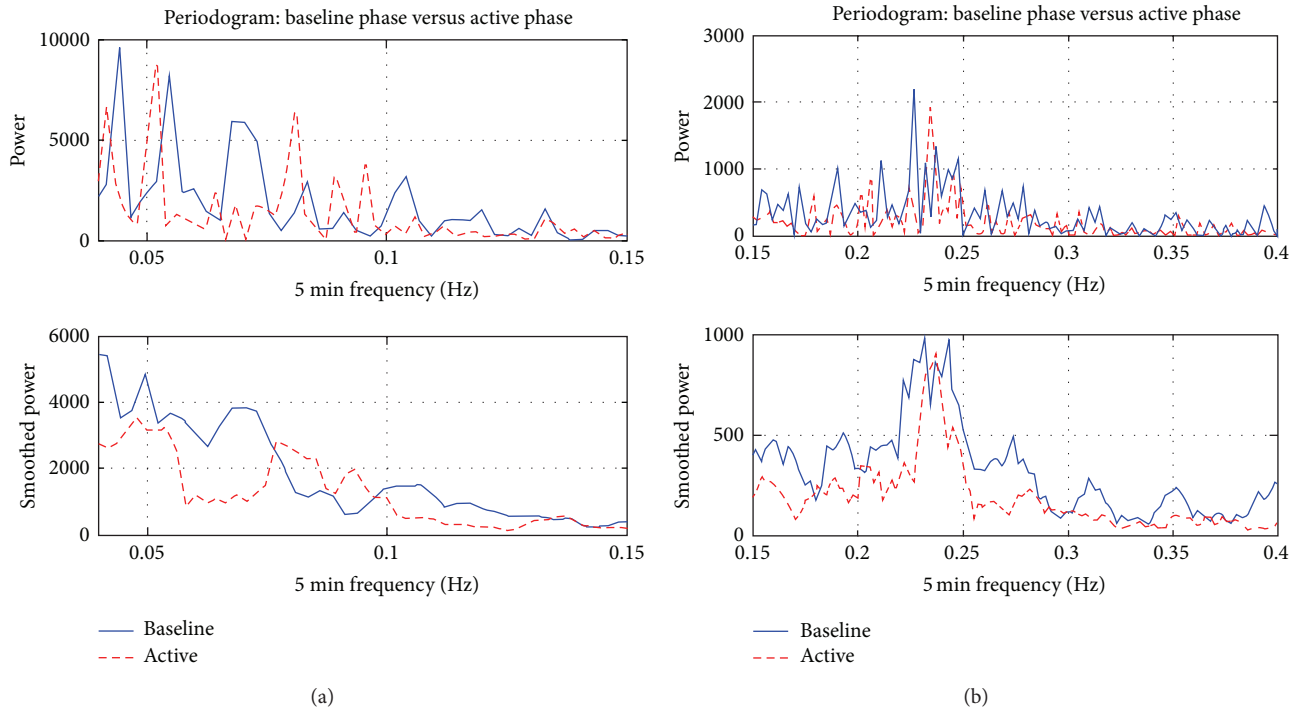 Periodogram: baseline phase versus active phase
10000
5000
0
Power
0.05
0.1
0.15
5 min frequency (Hz)
6000
4000
2000
0
Smoothed power
0.05
0.1
0.15
5 min frequency (Hz)
Baseline
Active
(a)
Periodogram: baseline phase versus active phase
3000
2000
1000
0
Power
0.15
0.2
0.25
0.3
0.35
0.4
5 min frequency (Hz)
1000
500
0
Smoothed power
0.15
0.2
0.25
0.3
0.35
0.4
5 min frequency (Hz)
Baseline
Active
(b)